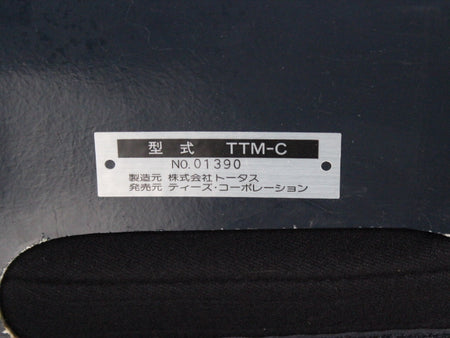 型式 TTM-C
NO.01390
製造元 株式会社トータス
発売元 ティーズ・コーポレーション